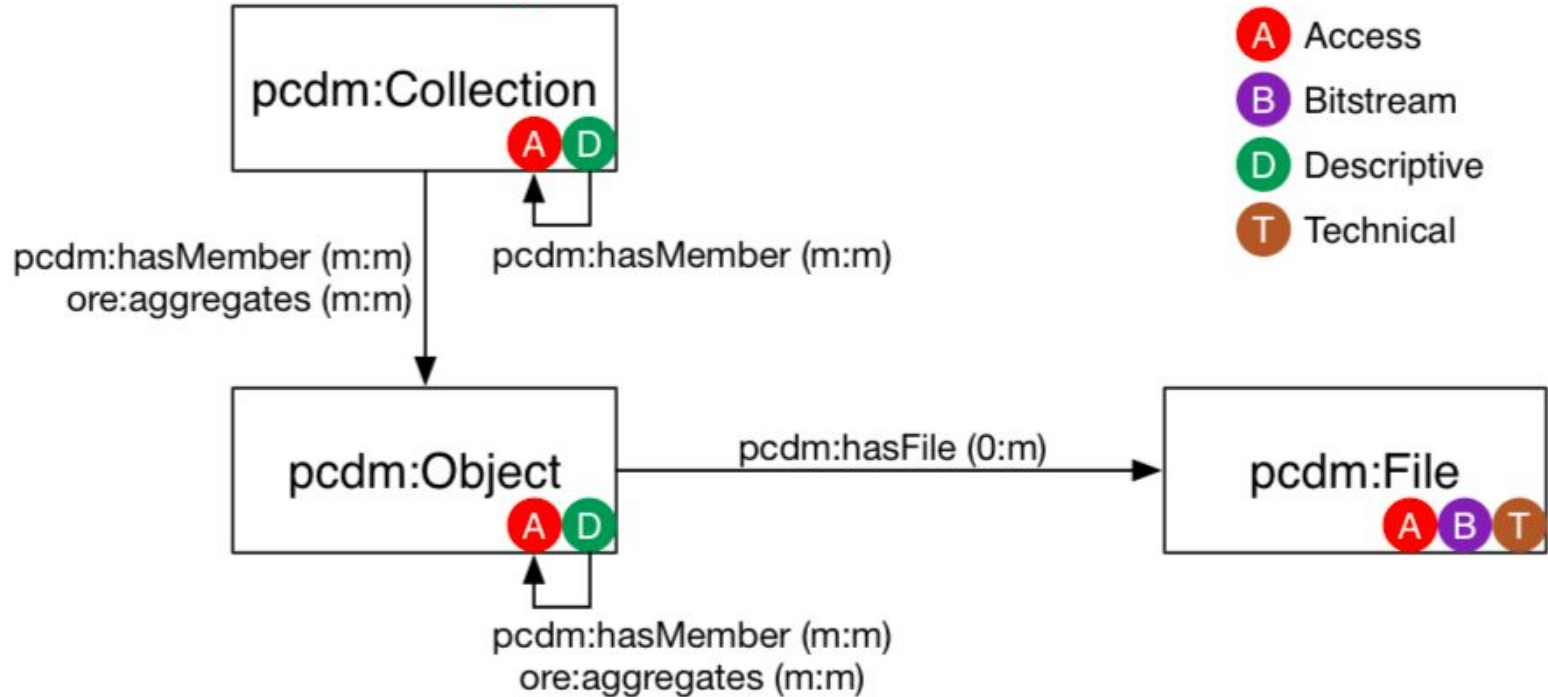 pcdm:Collection
A D
pcdm:hasMember (m:m)
ore:aggregates (m:m)
pcdm:hasMember (m:m)
A Access
B Bitstream
D Descriptive
T Technical
pcdm:Object
A D
pcdm:hasFile (0:m)
pcdm:File
A B T
pcdm:hasMember (m:m)
ore:aggregates (m:m)